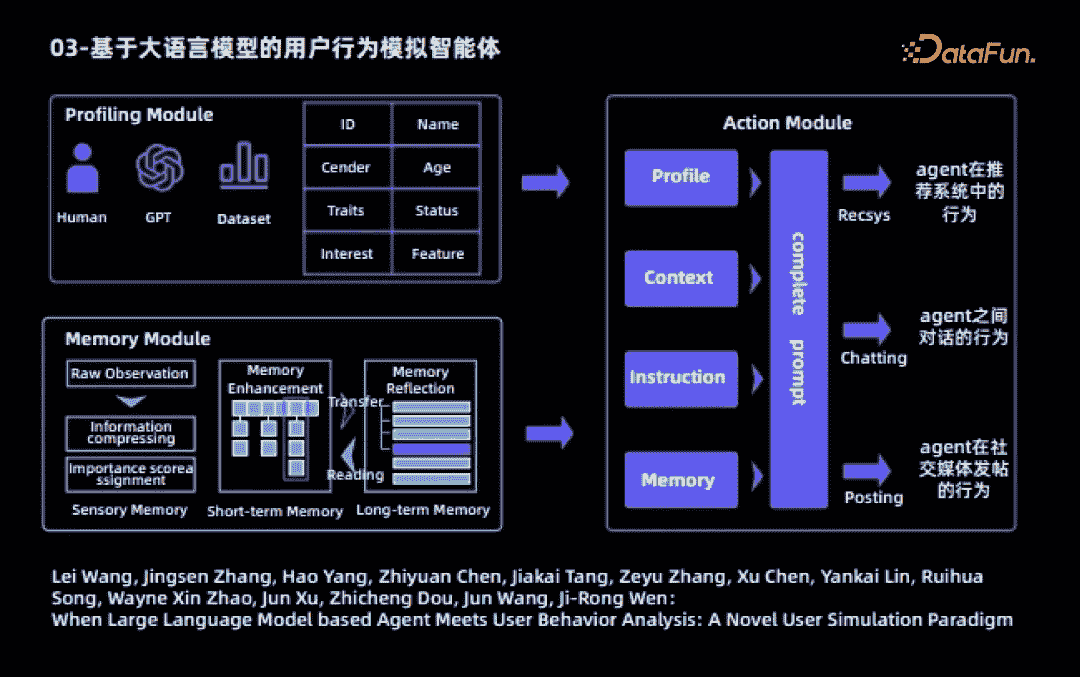 03-基于大语言模型的用户行为模拟智能体
DataFun.
Profiling Module
Human
GPT
Dataset
ID
Name
Cender
Age
Traits
Status
Interest
Feature
Memory Module
Raw Observation
Information
compressing
Importance scorea
ssignment
Sensory Memory
Memory
Enhancement
Short-term Memory
Transfer
Reading
Memory
Reflection
Long-term Memory
Action Module
Profile
Context
Instruction
Memory
complete prompt
Recsys
agent在推
荐系统中的
行为
Chatting
agent之间
对话的行为
Posting
agent在社
交媒体发帖
的行为
Lei Wang, Jingsen Zhang, Hao Yang, Zhiyuan Chen, Jiakai Tang, Zeyu Zhang, Xu Chen, Yankai Lin, Ruihua
Song, Wayne Xin Zhao, Jun Xu, Zhicheng Dou, Jun Wang, Ji-Rong Wen:
When Large Language Model based Agent Meets User Behavior Analysis: A Novel User Simulation Paradigm